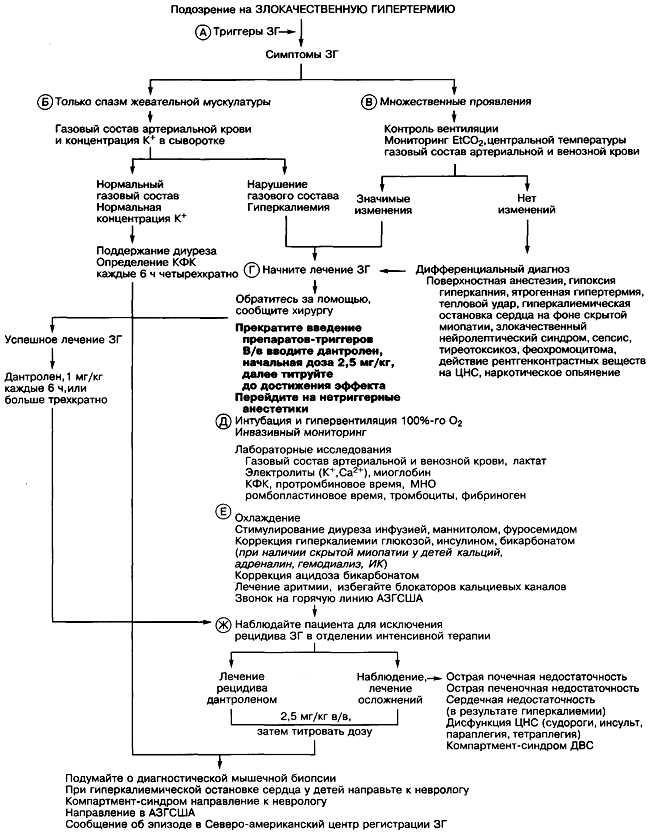 Подозрение на ЗЛОКАЧЕСТВЕННУЮ ГИПЕРТЕРМИЮ
А Триггеры ЗГ
Симптомы ЗГ
Б Только спазм жевательной мускулатуры
Газовый состав артериальной крови
и концентрация K+ в сыворотке
В Множественные проявления
Контроль вентиляции
Мониторинг EtCO2, центральной температуры
газовый состав артериальной и венозной крови
Нормальный
газовый состав
Нормальная
концентрация K+
Нарушение
газового состава
Гиперкалиемия
Значимые
изменения
Нет
изменений
Поддержание диуреза
Определение КФК
каждые 6 ч четырехкратно
Г Начните лечение ЗГ
Дифференциальный диагноз
Поверхностная анестезия, гипоксия
гиперкапния, ятрогенная гипертермия,
тепловой удар, гиперкалиемическая
остановка сердца на фоне скрытой
миопатии, злокачественный
нейролептический синдром, сепсис,
тиреотоксикоз, феохромоцитома,
действие рентгенконтрастных веществ
на ЦНС, наркотическое опьянение
Обратитесь за помощью,
сообщите хирургу
Прекратите введение
препаратов-триггеров
В/в вводите дантролен,
начальная доза 2,5 мг/кг,
далее титруйте
до достижения эффекта
Перейдите на нетриггерные
анестетики
Успешное лечение ЗГ
Дантролен, 1 мг/кг
каждые 6 ч, или
больше трехкратно
Д Интубация и гипервентиляция 100%-го O2
Инвазивный мониторинг
Лабораторные исследования
Газовый состав артериальной и венозной крови, лактат
Электролиты (K+,Ca2+), миоглобин
КФК, протромбиновое время, МНО
ромбопластиновое время, тромбоциты, фибриноген
Е
Охлаждение
Стимулирование диуреза инфузией, маннитолом, фуросемидом
Коррекция гиперкалиемии глюкозой, инсулином, бикарбонатом
(при наличии скрытой миопатии у детей кальций,
адреналин, гемодиализ, ИК)
Коррекция ацидоза бикарбонатом
Лечение аритмии, избегайте блокаторов кальциевых каналов
Звонок на горячую линию АЗГСША
Ж Наблюдайте пациента для исключения
рецидива ЗГ в отделении интенсивной терапии
Лечение
рецидива
дантроленом
Наблюдение,
лечение
осложнений
Острая почечная недостаточность
Острая печеночная недостаточность
Сердечная недостаточность
(в результате гиперкалиемии)
Дисфункция ЦНС (судороги, инсульт,
параплегия, тетраплегия)
Компартмент-синдром ДВС
2,5 мг/кг в/в,
затем титровать дозу
Подумайте о диагностической мышечной биопсии
При гиперкалиемической остановке сердца у детей направьте к неврологу
Компартмент-синдром направление к неврологу
Направление в АЗГСША
Сообщение об эпизоде в Северо-американский центр регистрации ЗГ